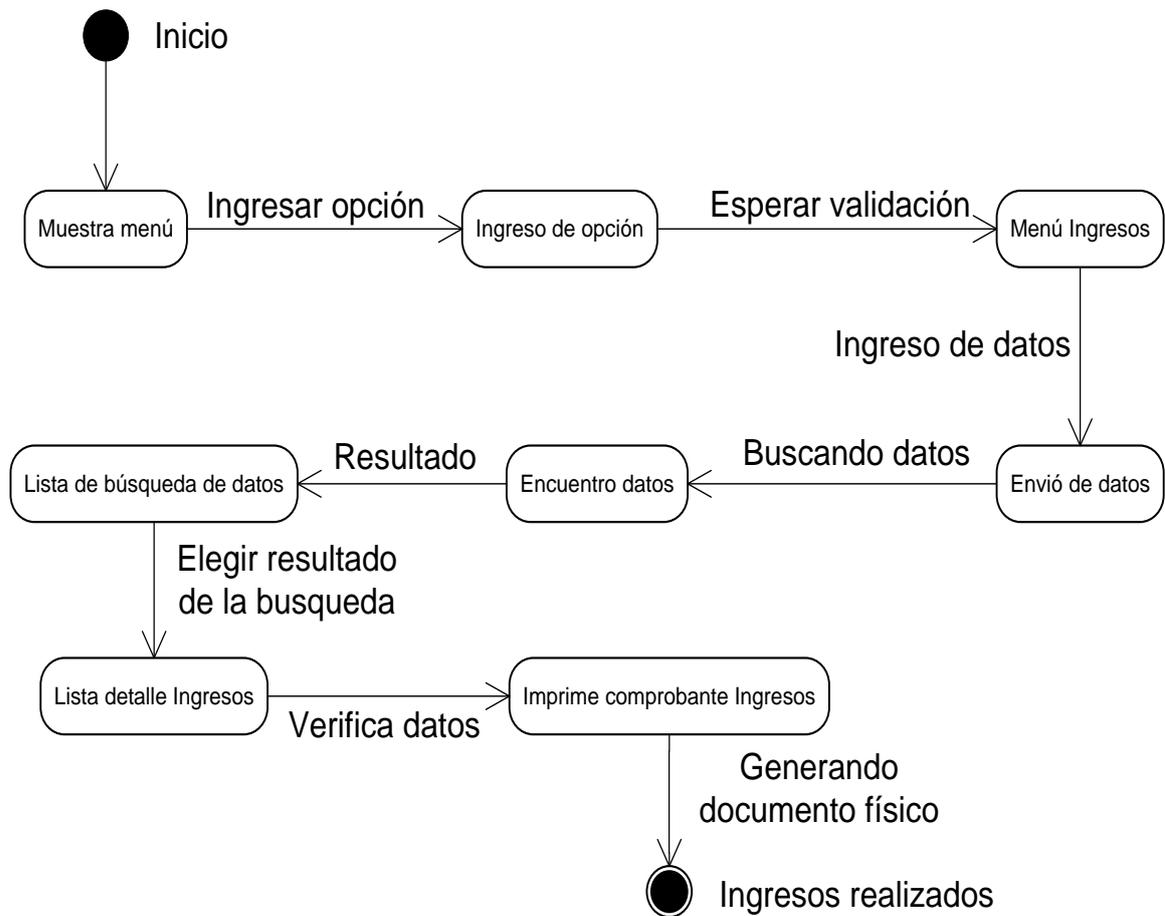 Inicio
Muestra menú
Ingresar opción
Ingreso de opción
Esperar validación
Menú Ingresos
Ingreso de datos
Envió de datos
Buscando datos
Encuentro datos
Resultado
Lista de búsqueda de datos
Elegir resultado
de la busqueda
Lista detalle Ingresos
Verifica datos
Imprime comprobante Ingresos
Generando
documento físico
Ingresos realizados